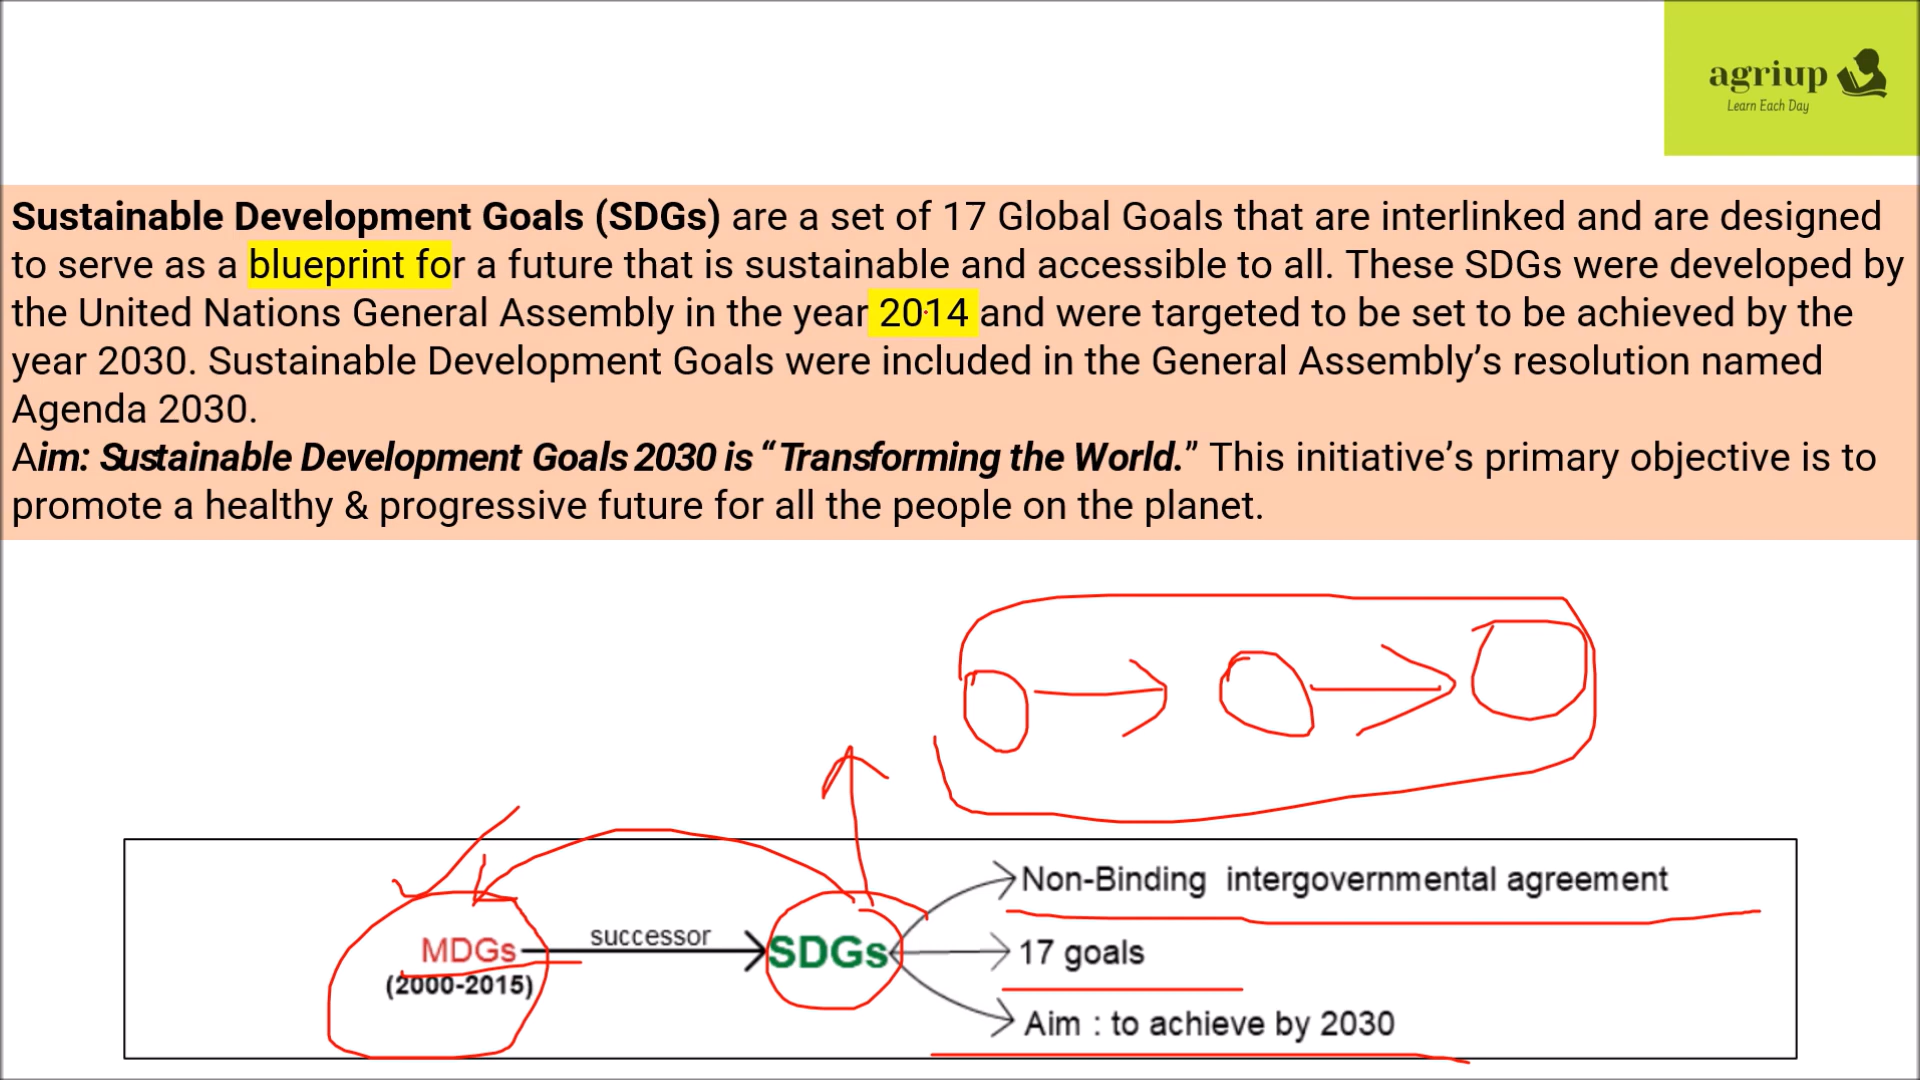 agriup
Learn Each Day
Sustainable Development Goals (SDGs) are a set of 17 Global Goals that are interlinked and are designed
to serve as a blueprint for a future that is sustainable and accessible to all. These SDGs were developed by
the United Nations General Assembly in the year 2014 and were targeted to be set to be achieved by the
year 2030. Sustainable Development Goals were included in the General Assembly’s resolution named
Agenda 2030.
Aim: Sustainable Development Goals 2030 is “Transforming the World.” This initiative’s primary objective is to
promote a healthy & progressive future for all the people on the planet.
MDGs
(2000-2015)
successor
SDGs
Non-Binding intergovernmental agreement
17 goals
Aim : to achieve by 2030